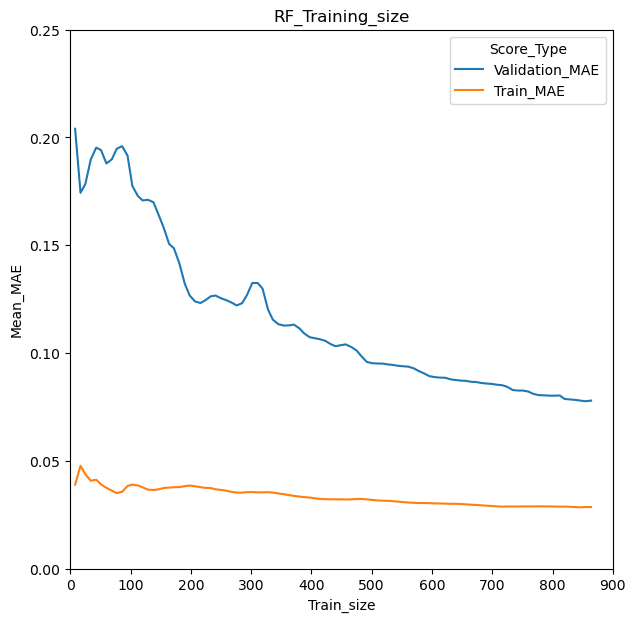 RF_Training_size
Score_Type
Validation_MAE
Train_MAE
Mean_MAE
0.25
0.20
0.15
0.10
0.05
0.00
0 100 200 300 400 500 600 700 800 900
Train_size